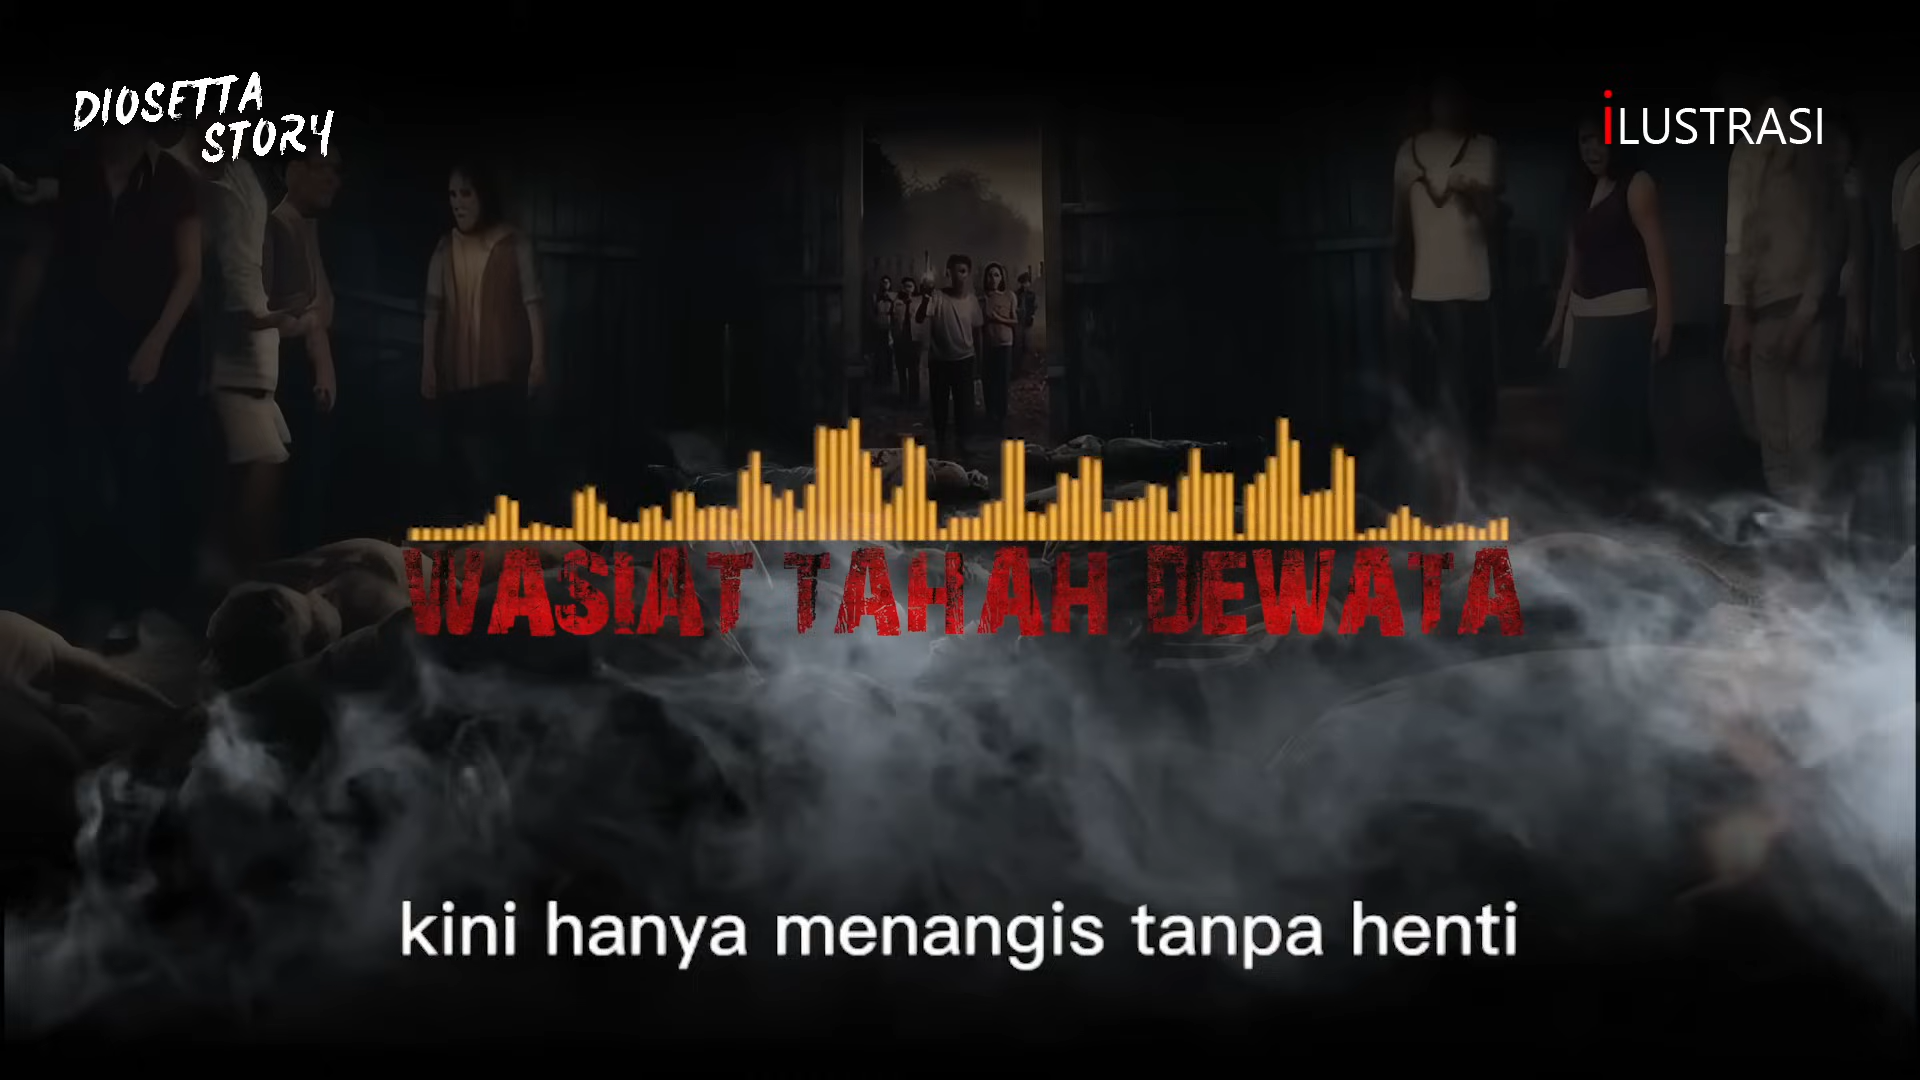 DIOSETTA
STORY
iLUSTRASI
WASIAT TAHAH DEWATA
kini hanya menangis tanpa henti